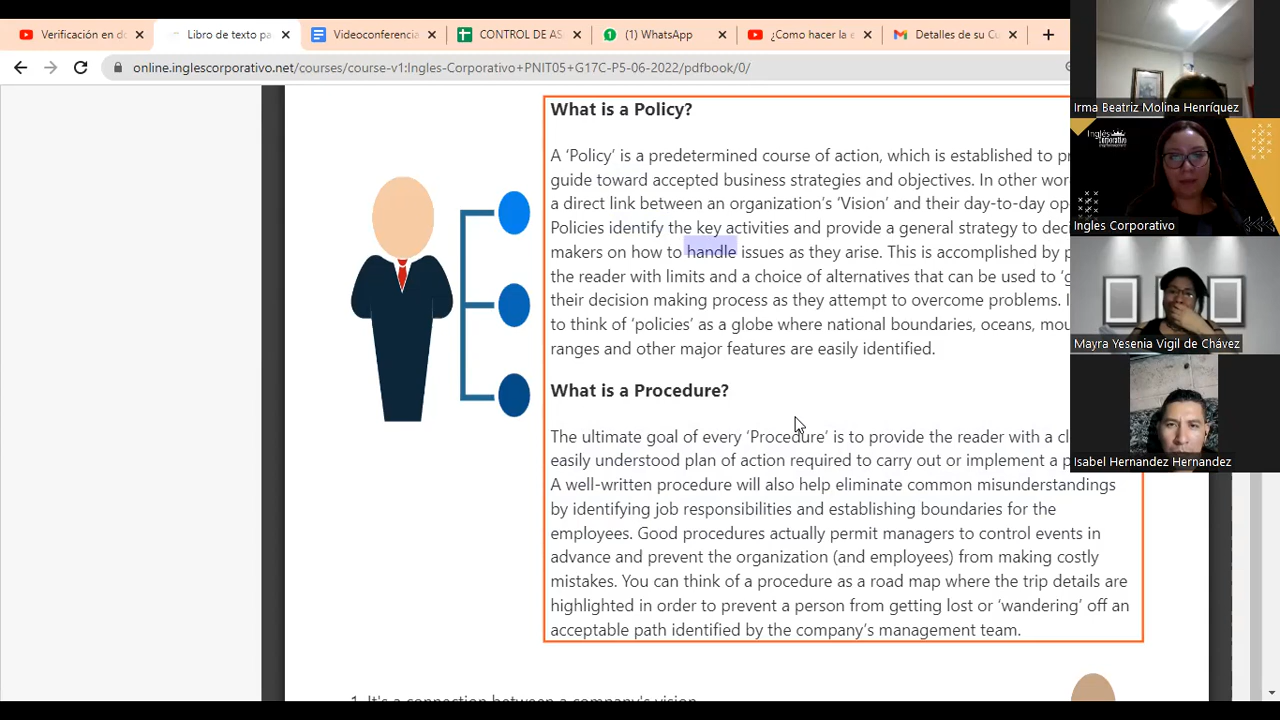 Verificación en do
Libro de texto pa
Videoconferencia
CONTROL DE AS
(1) WhatsApp
¿Como hacer la e
Detalles de su Cu
online.inglescorporativo.net/courses/course-v1:Ingles-Corporativo+PNIT05+G17C-P5-06-2022/pdfbook/0/
What is a Policy?
A ‘Policy’ is a predetermined course of action, which is established to pr
guide toward accepted business strategies and objectives. In other wor
a direct link between an organization’s ‘Vision’ and their day-to-day op
Policies identify the key activities and provide a general strategy to deci
makers on how to handle issues as they arise. This is accomplished by p
the reader with limits and a choice of alternatives that can be used to ‘g
their decision making process as they attempt to overcome problems. I
to think of ‘policies’ as a globe where national boundaries, oceans, mou
ranges and other major features are easily identified.
What is a Procedure?
The ultimate goal of every ‘Procedure’ is to provide the reader with a cl
easily understood plan of action required to carry out or implement a p
A well-written procedure will also help eliminate common misunderstandings
by identifying job responsibilities and establishing boundaries for the
employees. Good procedures actually permit managers to control events in
advance and prevent the organization (and employees) from making costly
mistakes. You can think of a procedure as a road map where the trip details are
highlighted in order to prevent a person from getting lost or ‘wandering’ off an
acceptable path identified by the company’s management team.
1. It's a connection between a company's vision
Irma Beatriz Molina Henríquez
Inglés
Corporativo
Ingles Corporativo
Mayra Yesenia Vigil de Chávez
Isabel Hernandez Hernandez